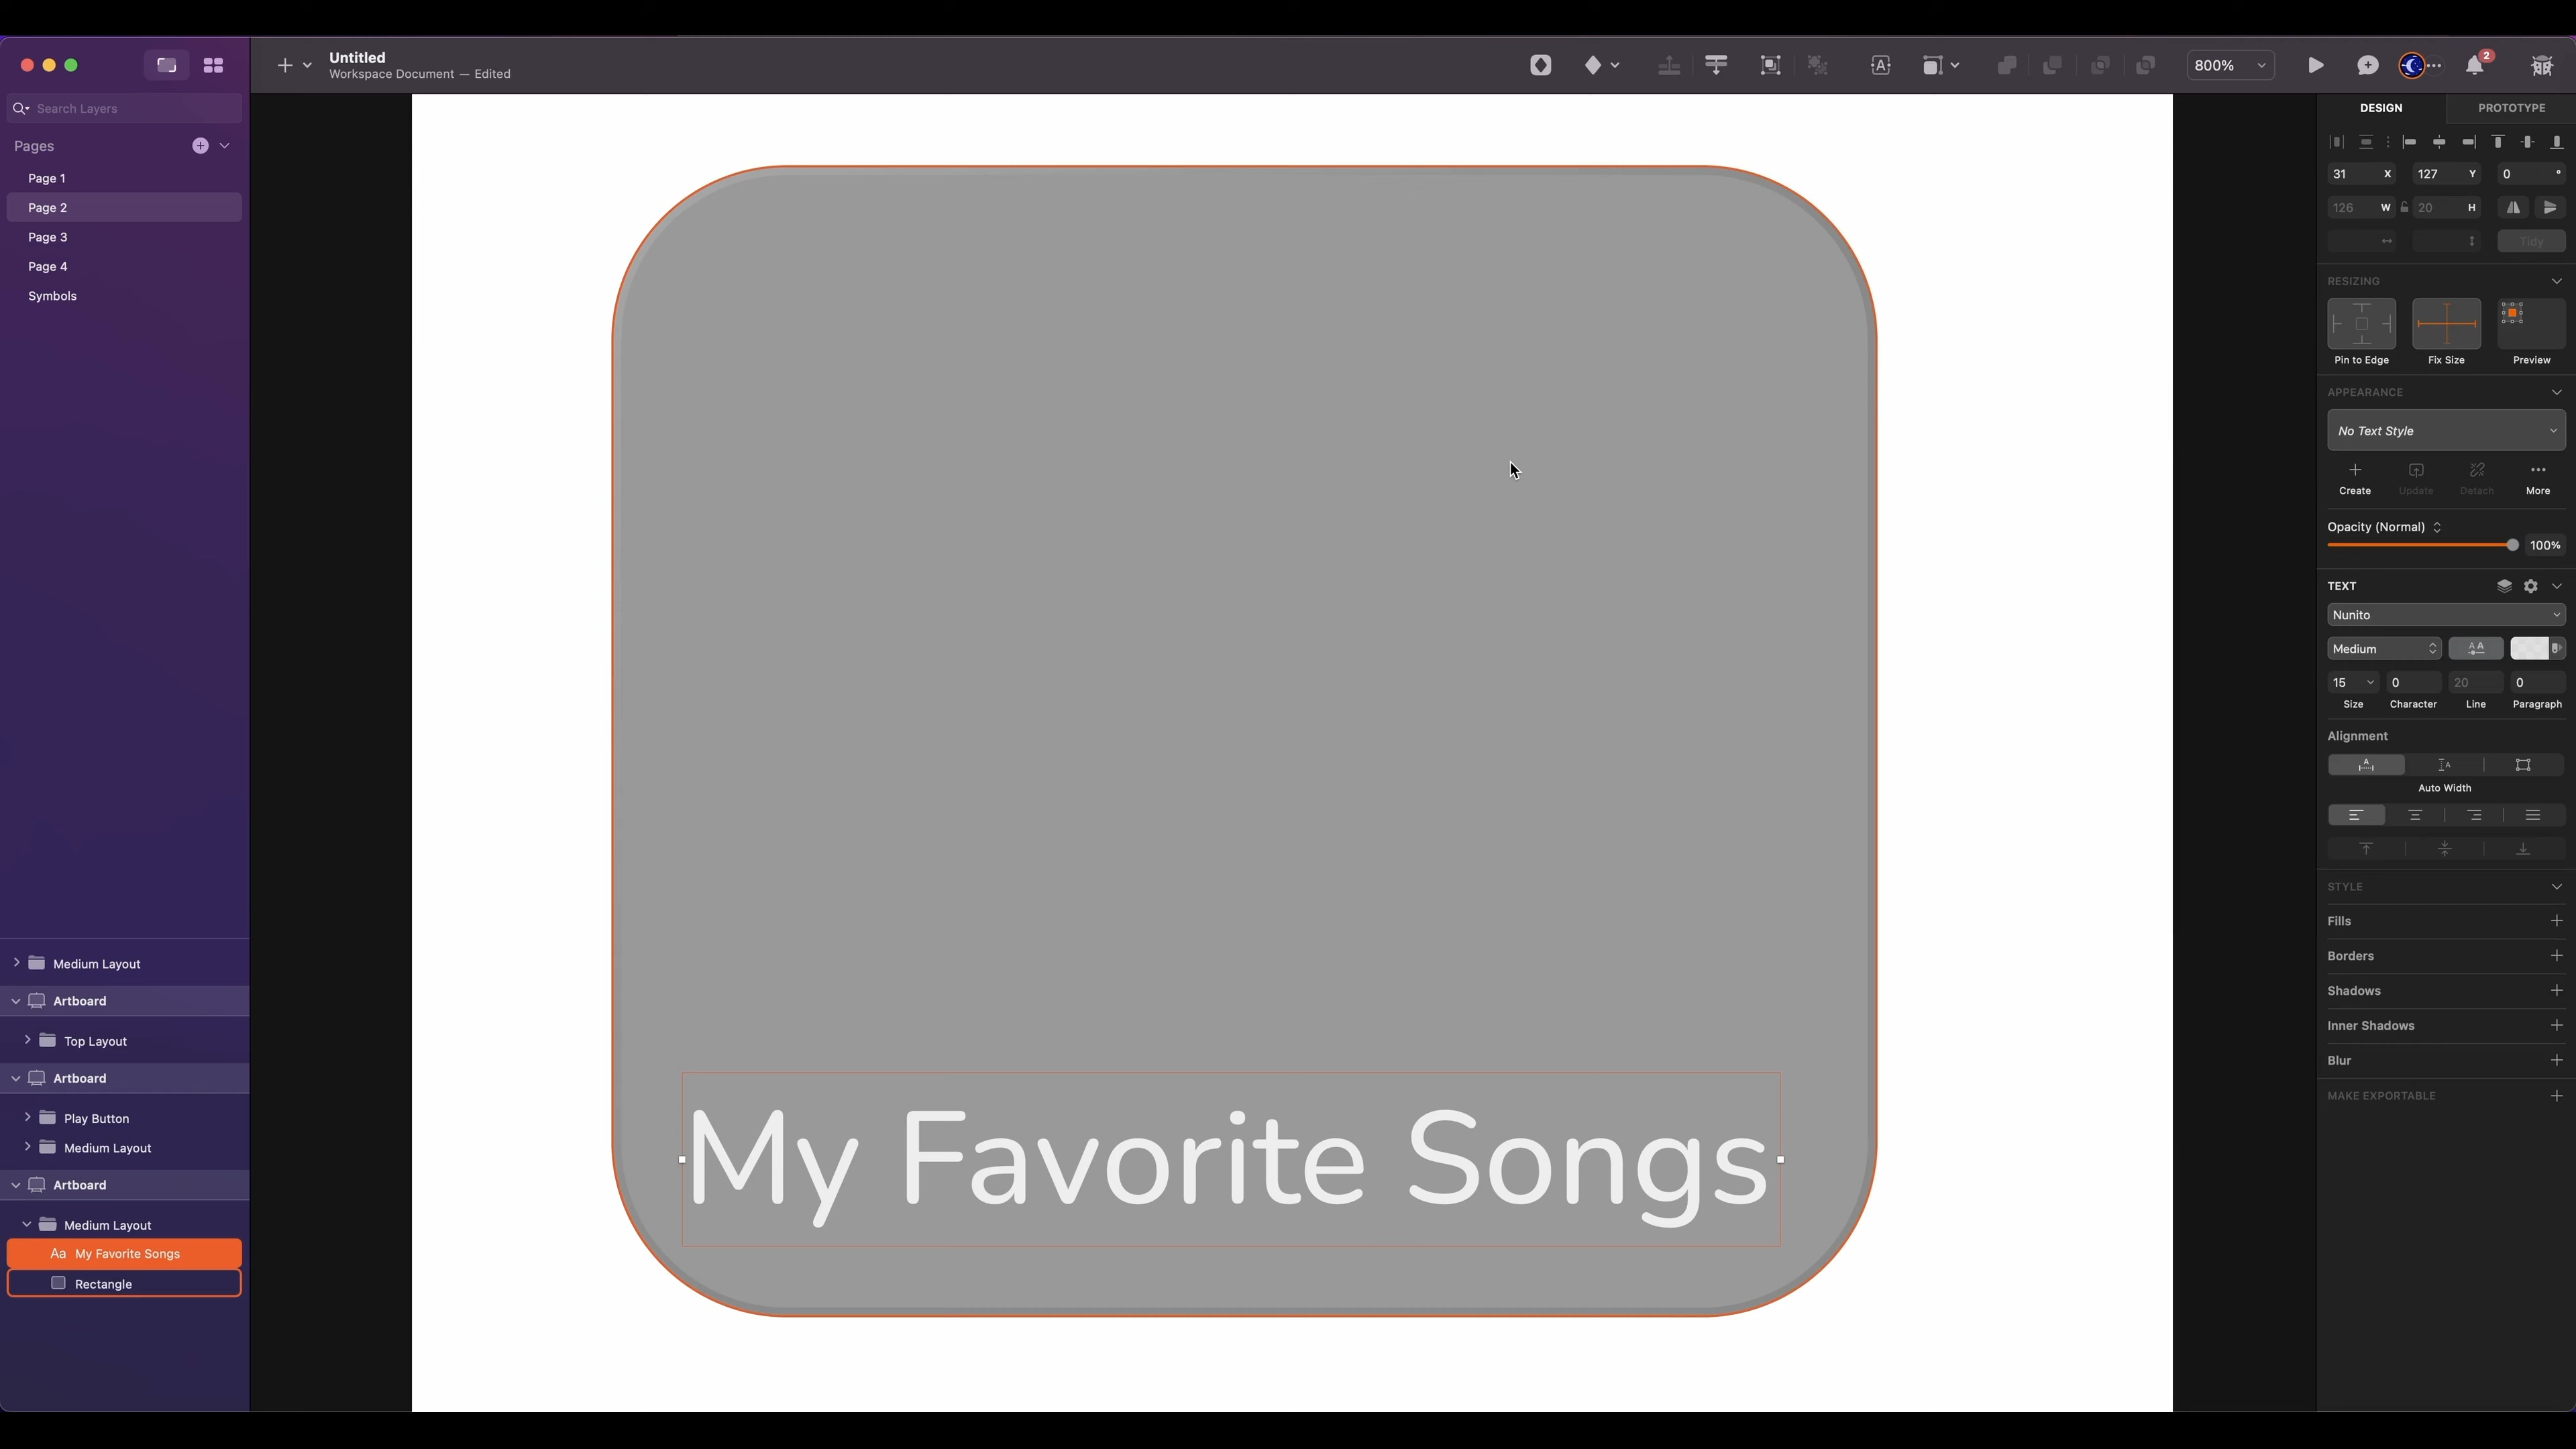 Untitled
Workspace Document — Edited
800%
2
Search Layers
Pages
Page 1
Page 2
Page 3
Page 4
Symbols
Medium Layout
Artboard
Top Layout
Artboard
Play Button
Medium Layout
Artboard
Medium Layout
Aa My Favorite Songs
Rectangle
My Favorite Songs
DESIGN PROTOTYPE
31 X 127 Y 0 °
126 W 20 H
Tidy
RESIZING
Pin to Edge Fix Size Preview
APPEARANCE
No Text Style
Create Update Detach More
Opacity (Normal)
100%
TEXT
Nunito
Medium
15 0 20 0
Size Character Line Paragraph
Alignment
Auto Width
STYLE
Fills
Borders
Shadows
Inner Shadows
Blur
MAKE EXPORTABLE